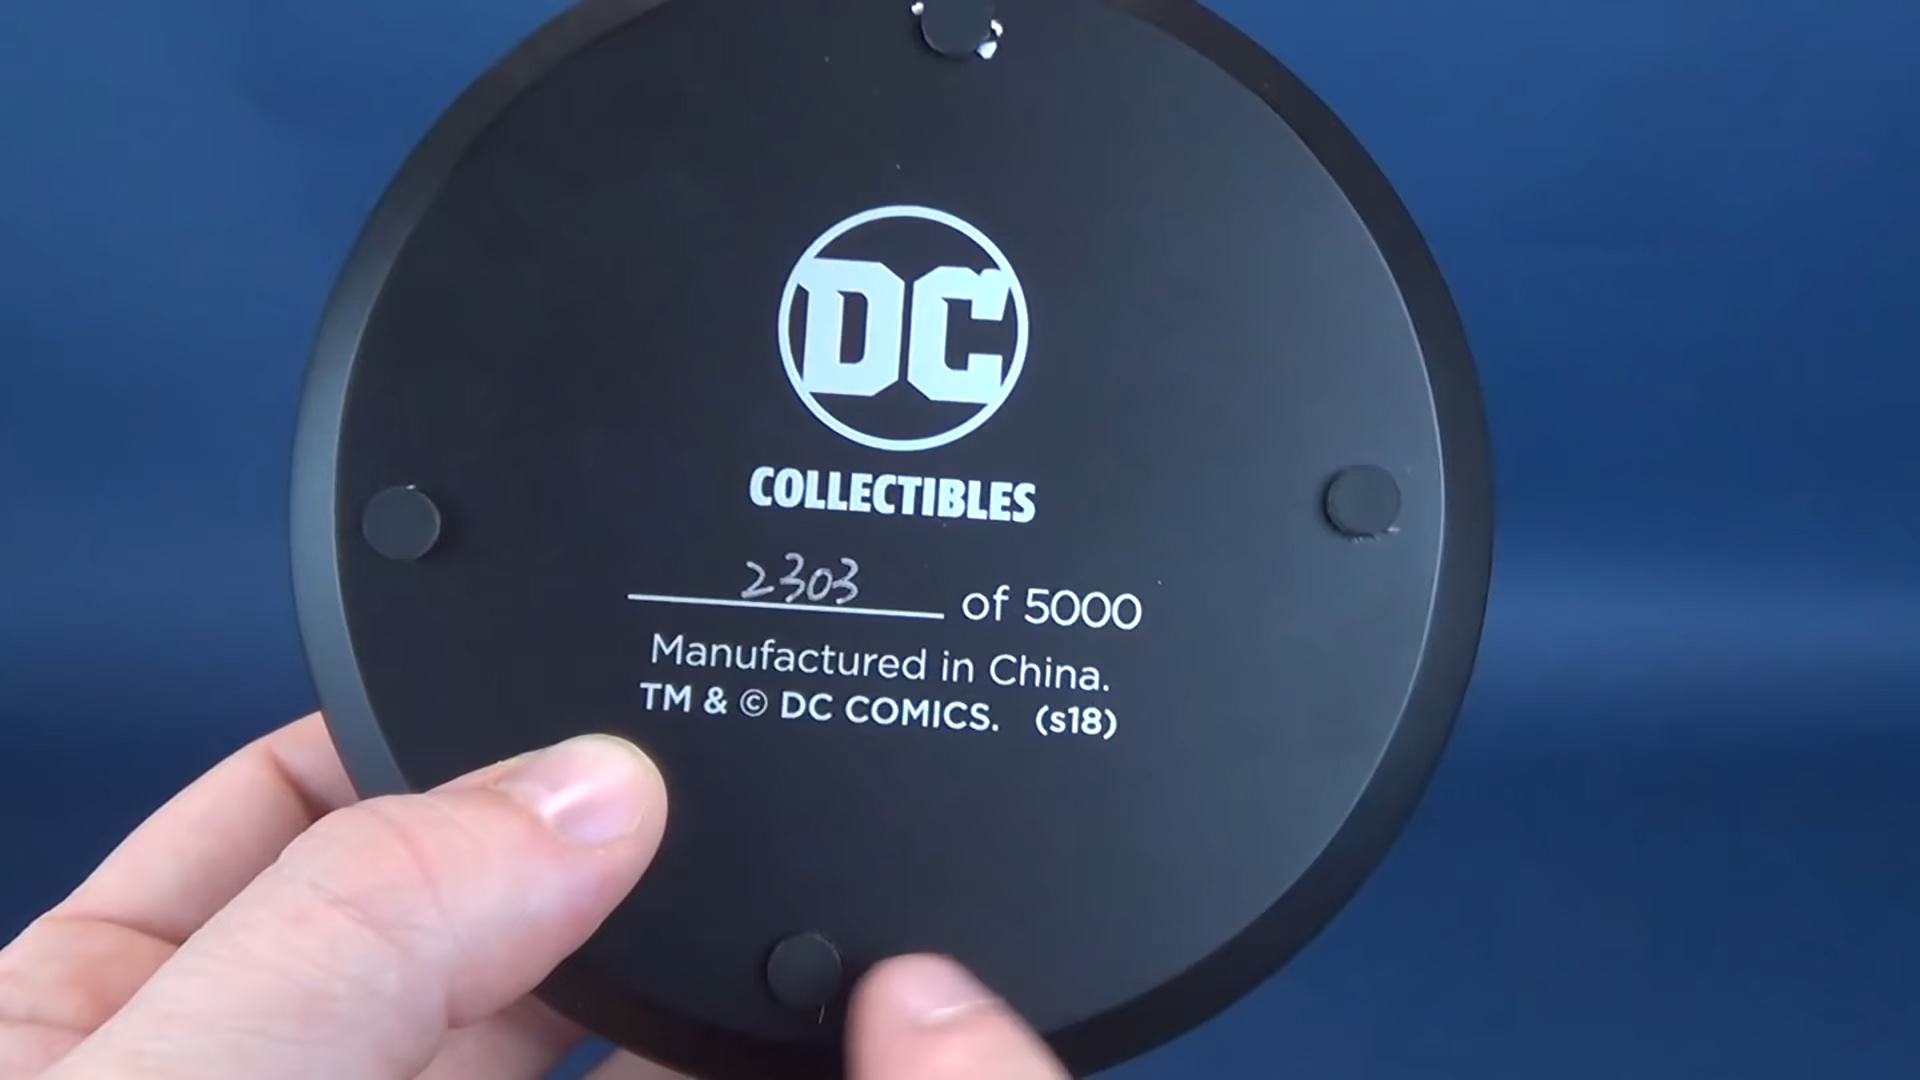 DC
COLLECTIBLES
2303 of 5000
Manufactured in China.
TM & © DC COMICS. (s18)